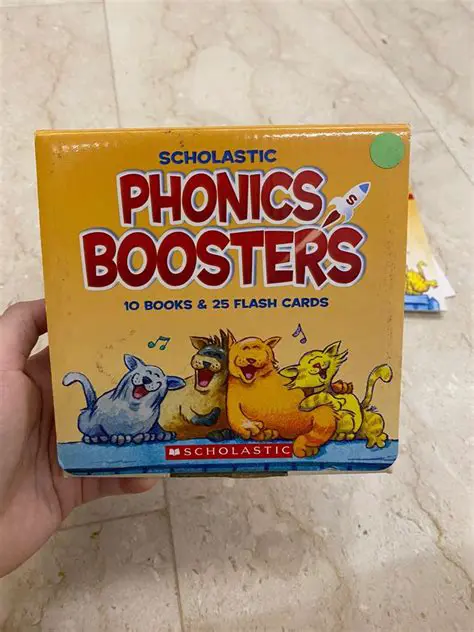 SCHOLASTIC
PHONICS
S
BOOSTERS
10 BOOKS & 25 FLASH CARDS
SCHOLASTIC